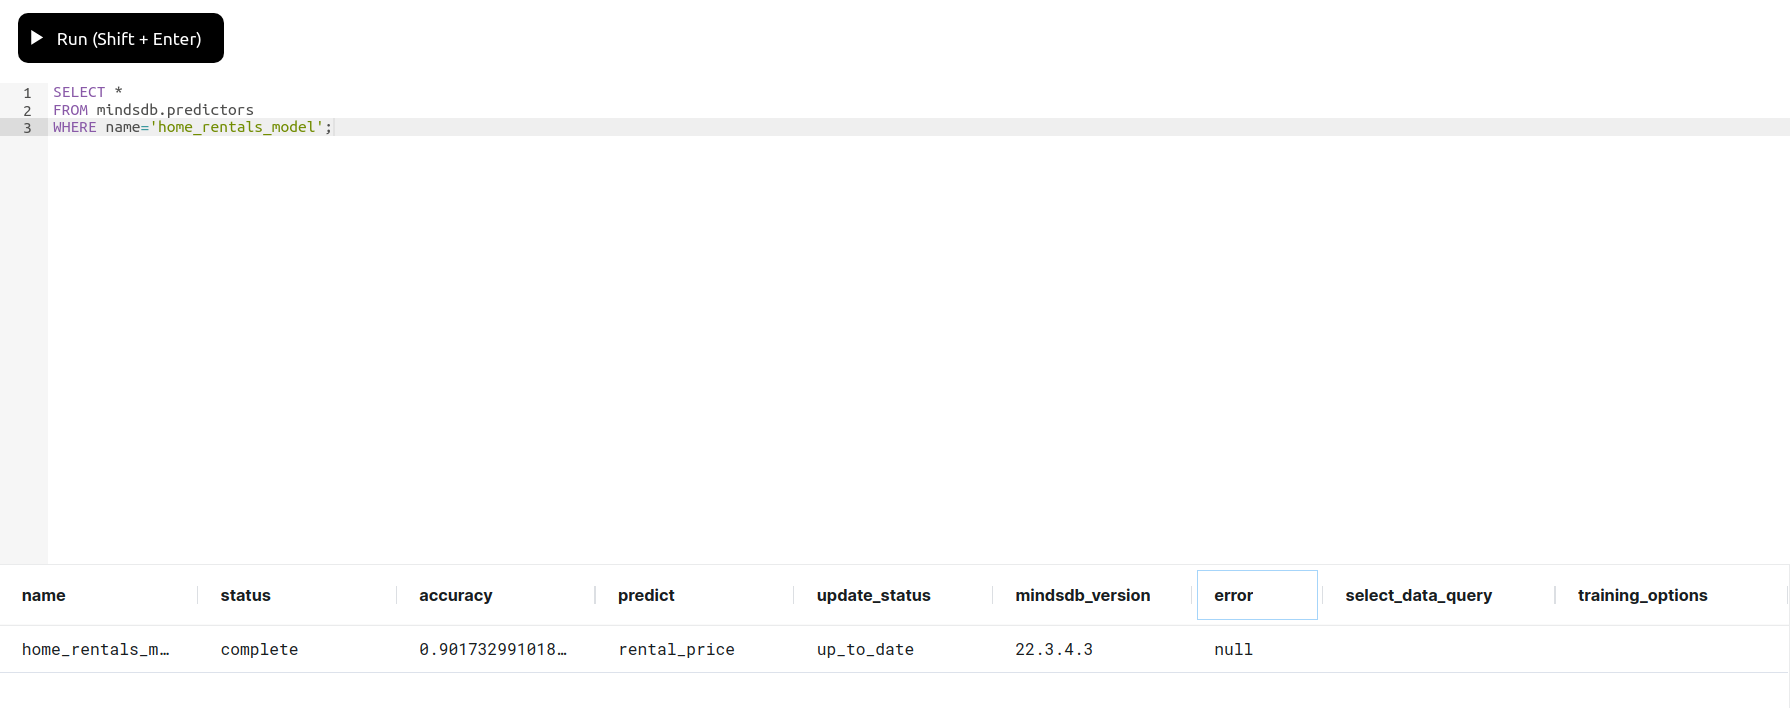 Run (Shift + Enter)
1 SELECT *
2 FROM mindsdb.predictors
3 WHERE name='home_rentals_model';
name status accuracy predict update_status mindsdb_version error select_data_query training_options
home_rentals_m… complete 0.901732991018… rental_price up_to_date 22.3.4.3 null